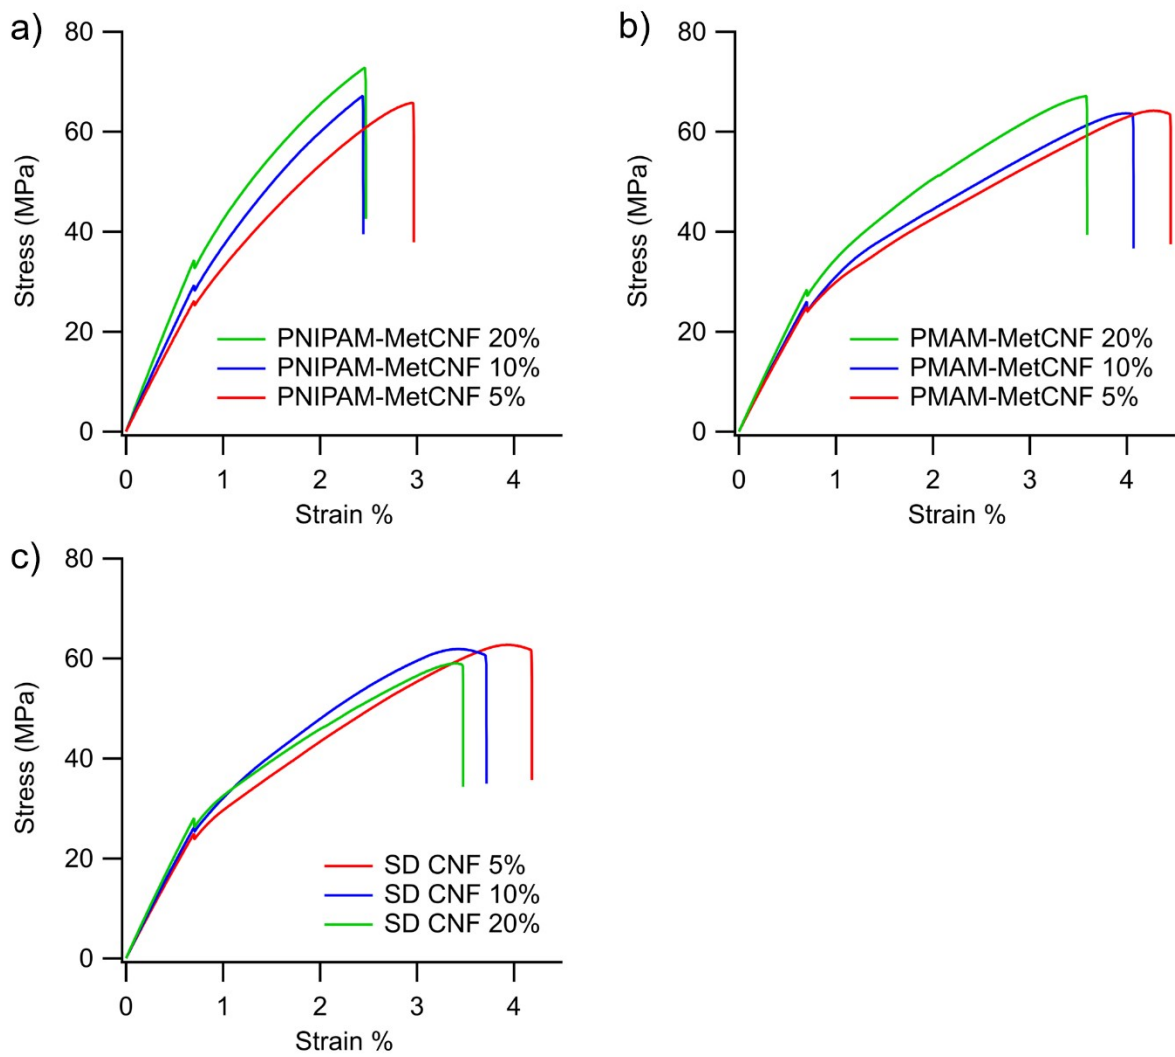 a)
80
60
40
20
0
Stress (MPa)
PNIPAM-MetCNF 20%
PNIPAM-MetCNF 10%
PNIPAM-MetCNF 5%
0 1 2 3 4
Strain %
b)
80
60
40
20
0
Stress (MPa)
PMAM-MetCNF 20%
PMAM-MetCNF 10%
PMAM-MetCNF 5%
0 1 2 3 4
Strain %
c)
80
60
40
20
0
Stress (MPa)
SD CNF 5%
SD CNF 10%
SD CNF 20%
0 1 2 3 4
Strain %